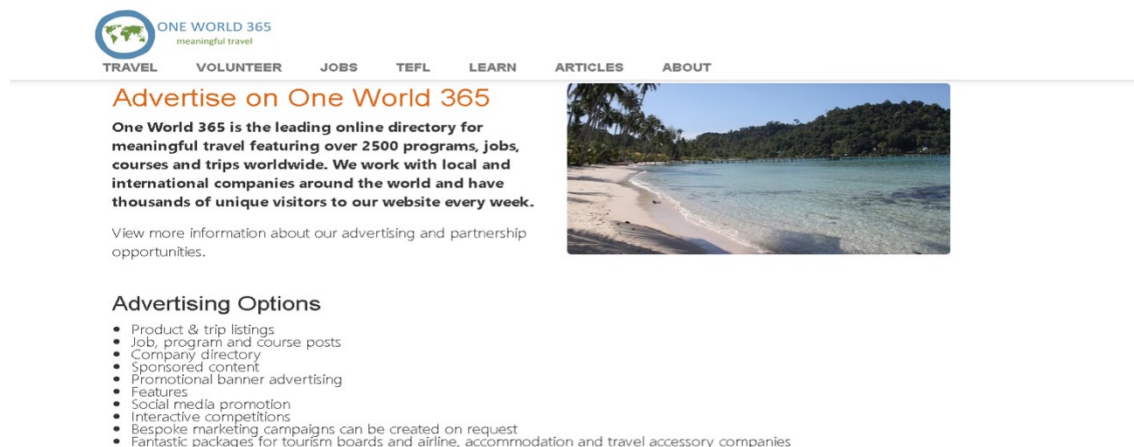 ONE WORLD 365
meaningful travel
TRAVEL VOLUNTEER JOBS TEFL LEARN ARTICLES ABOUT
Advertise on One World 365
One World 365 is the leading online directory for
meaningful travel featuring over 2500 programs, jobs,
courses and trips worldwide. We work with local and
international companies around the world and have
thousands of unique visitors to our website every week.
View more information about our advertising and partnership
opportunities.
Advertising Options
• Product & trip listings
• Job, program and course posts
• Company directory
• Sponsored content
• Promotional banner advertising
• Features
• Social media promotion
• Interactive competitions
• Bespoke marketing campaigns can be created on request
• Fantastic packages for tourism boards and airline, accommodation and travel accessory companies